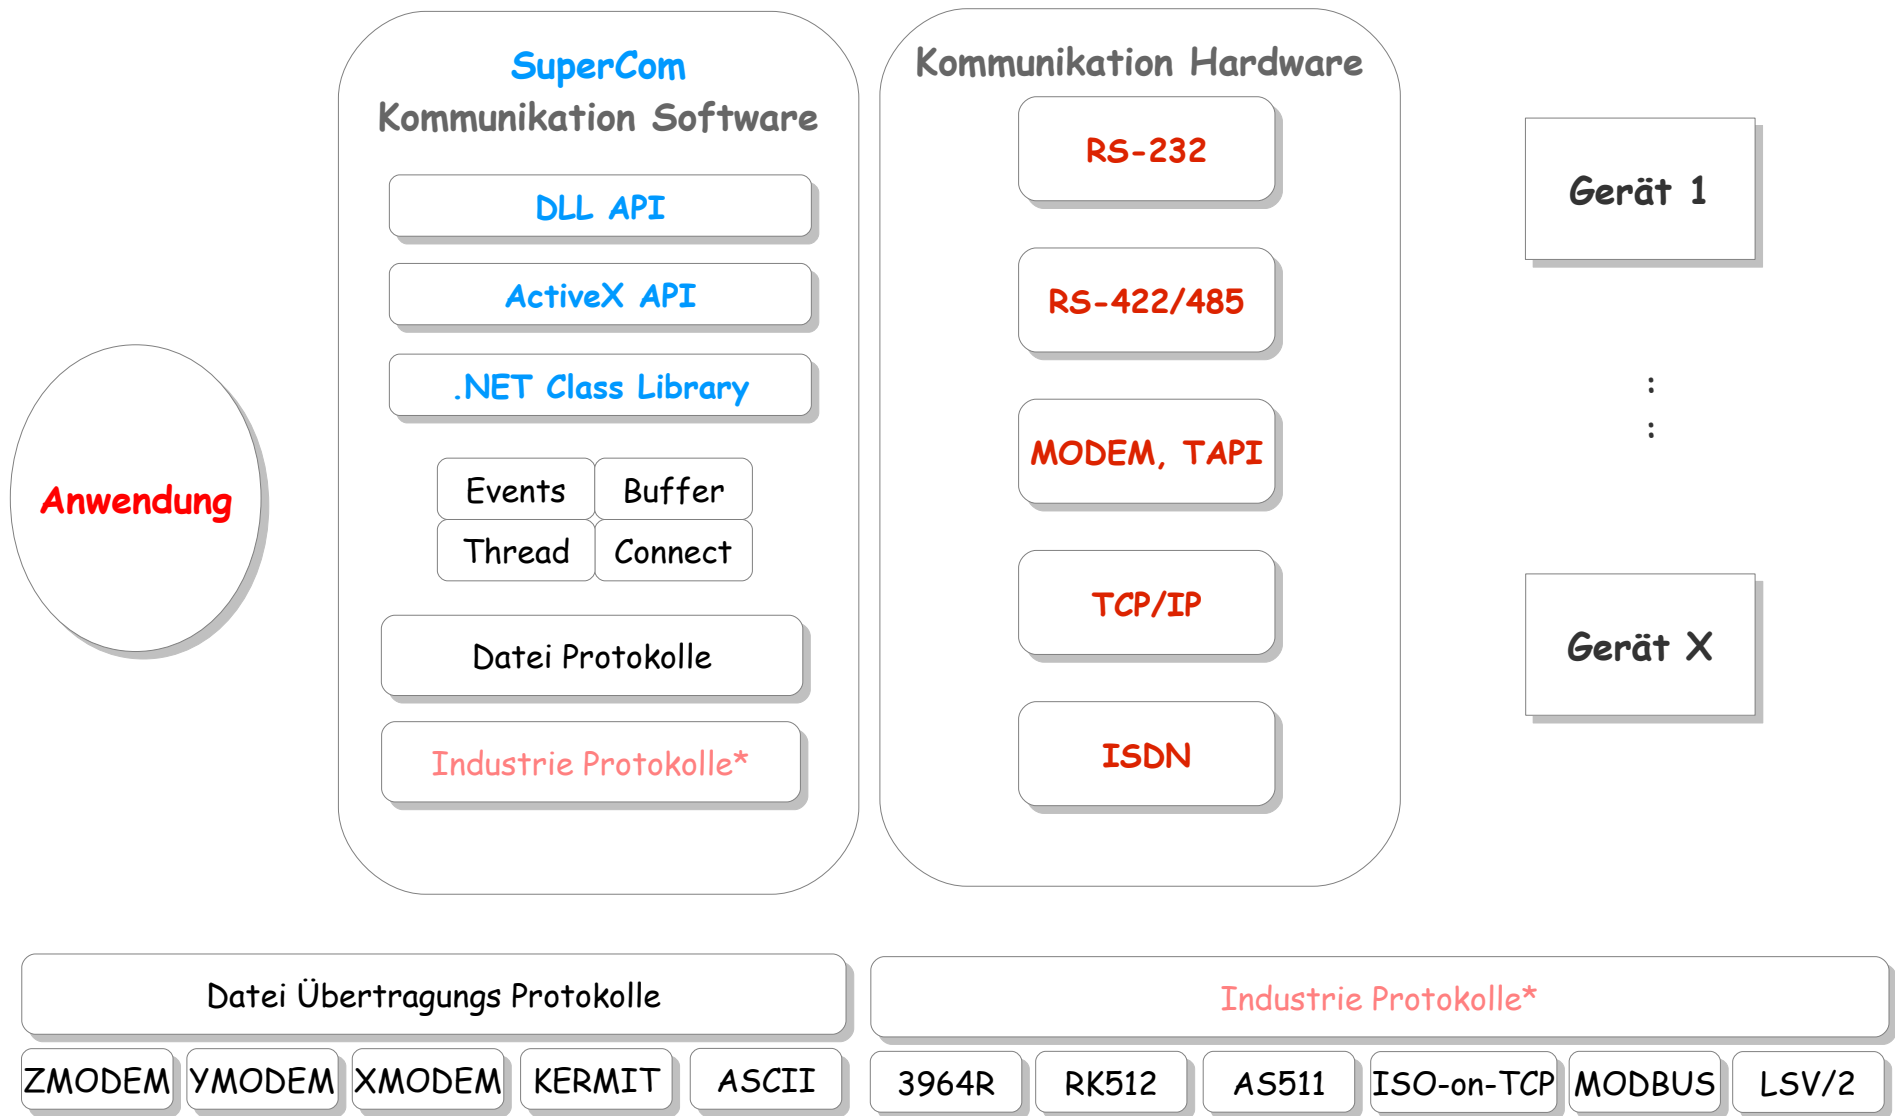 SuperCom
Kommunikation Software
DLL API
ActiveX API
.NET Class Library
Events
Buffer
Thread
Connect
Datei Protokolle
Industrie Protokolle*
Anwendung
Kommunikation Hardware
RS-232
RS-422/485
MODEM, TAPI
TCP/IP
ISDN
Gerät 1
:
:
Gerät X
Datei Übertragungs Protokolle
ZMODEM
YMODEM
XMODEM
KERMIT
ASCII
Industrie Protokolle*
3964R
RK512
AS511
ISO-on-TCP
MODBUS
LSV/2